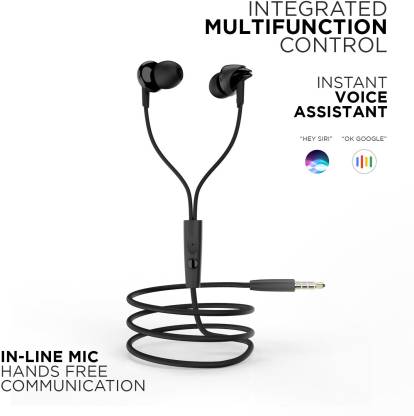 INTEGRATED
MULTIFUNCTION
CONTROL
INSTANT
VOICE
ASSISTANT
"HEY SIRI" "OK GOOGLE"
IN-LINE MIC
HANDS FREE
COMMUNICATION